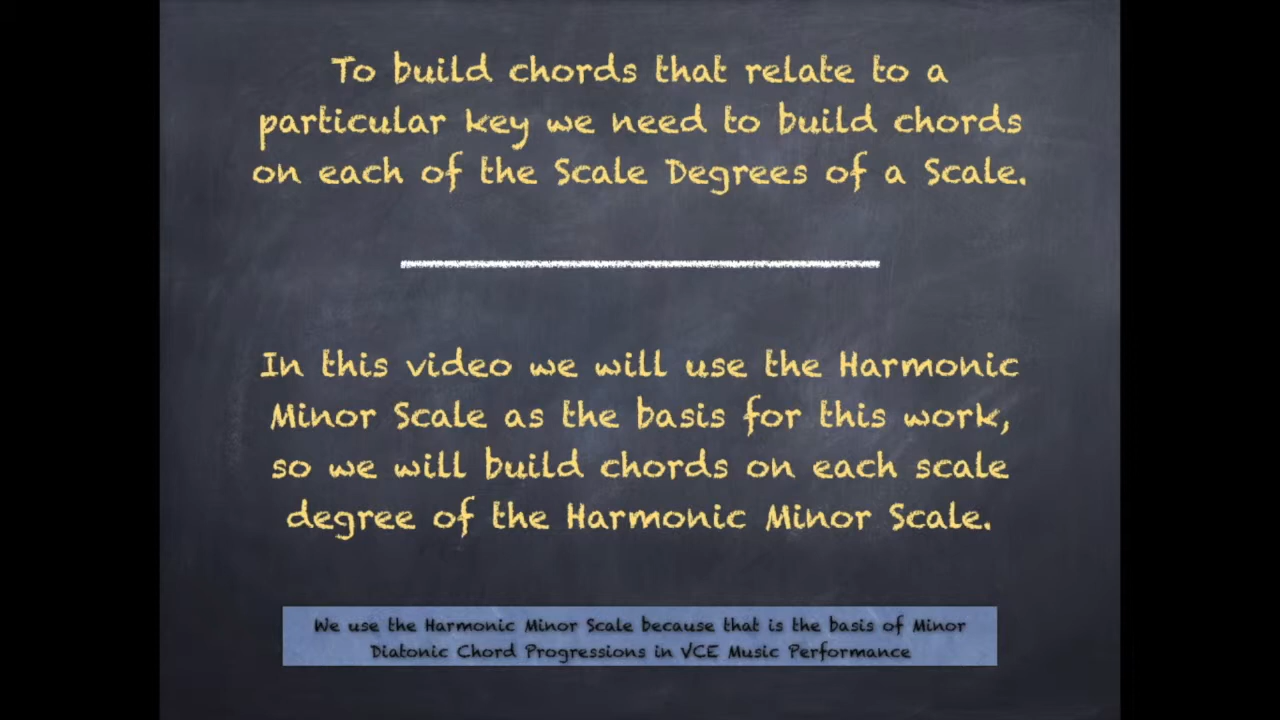 To build chords that relate to a
particular key we need to build chords
on each of the Scale Degrees of a Scale.
In this video we will use the Harmonic
Minor Scale as the basis for this work,
so we will build chords on each scale
degree of the Harmonic Minor Scale.
We use the Harmonic Minor Scale because that is the basis of Minor
Diatonic Chord Progressions in VCE Music Performance